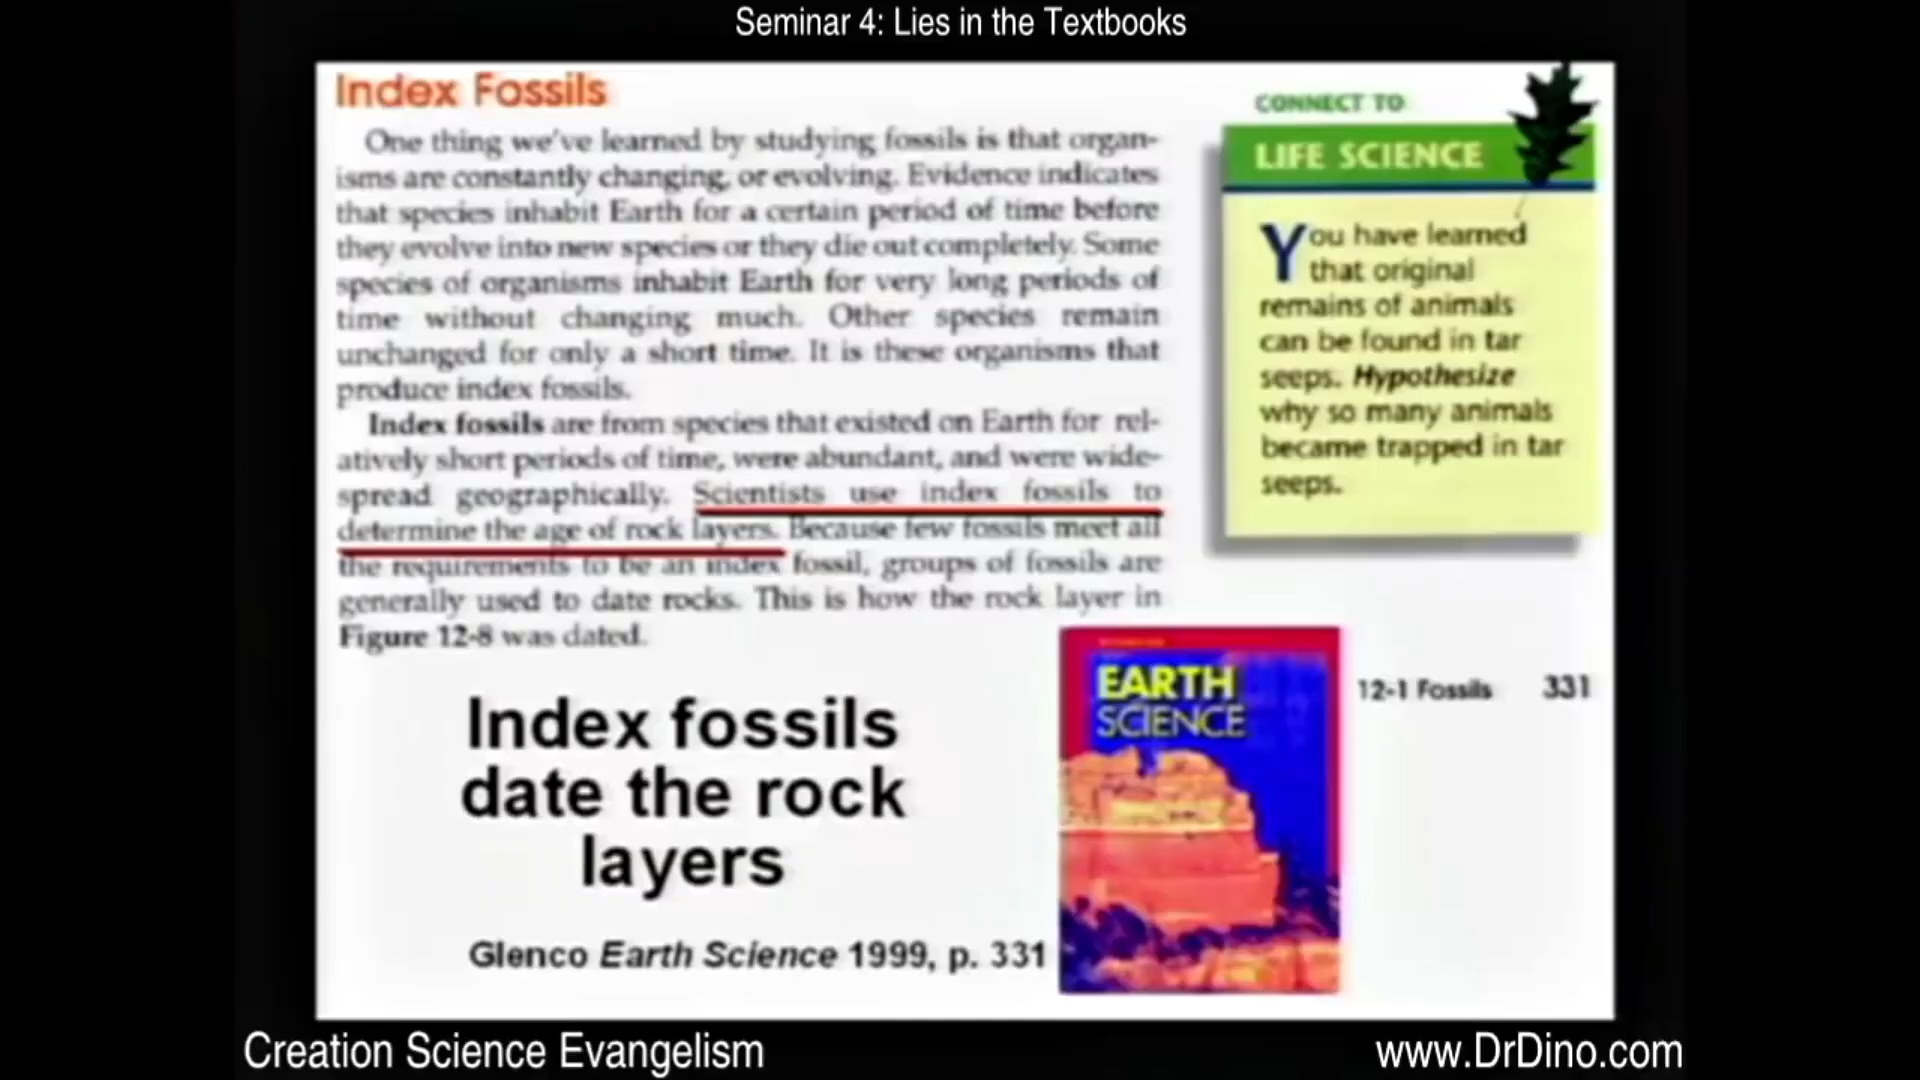 Seminar 4: Lies in the Textbooks
Index Fossils
One thing we've learned by studying fossils is that organ-
isms are constantly changing, or evolving. Evidence indicates
that species inhabit Earth for a certain period of time before
they evolve into new species or they die out completely. Some
species of organisms inhabit Earth for very long periods of
time without changing much. Other species remain
unchanged for only a short time. It is these organisms that
produce index fossils.
Index fossils are from species that existed on Earth for rel-
atively short periods of time, were abundant, and were wide-
spread geographically. Scientists use index fossils to
determine the age of rock layers. Because few fossils meet all
the requirements to be an index fossil, groups of fossils are
generally used to date rocks. This is how the rock layer in
Figure 12-8 was dated.
CONNECT TO
LIFE SCIENCE
You have learned
that original
remains of animals
can be found in tar
seeps. Hypothesize
why so many animals
became trapped in tar
seeps.
Index fossils
date the rock
layers
Glenco Earth Science 1999, p. 331
EARTH
SCIENCE
12-1 Fossils 331
Creation Science Evangelism
www.DrDino.com